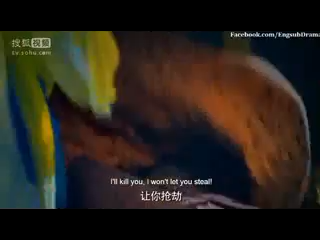 搜狐视频
tv.sohu.com
Facebook.com/EngsubDrama
I'll kill you, I won't let you steal!
让你抢劫